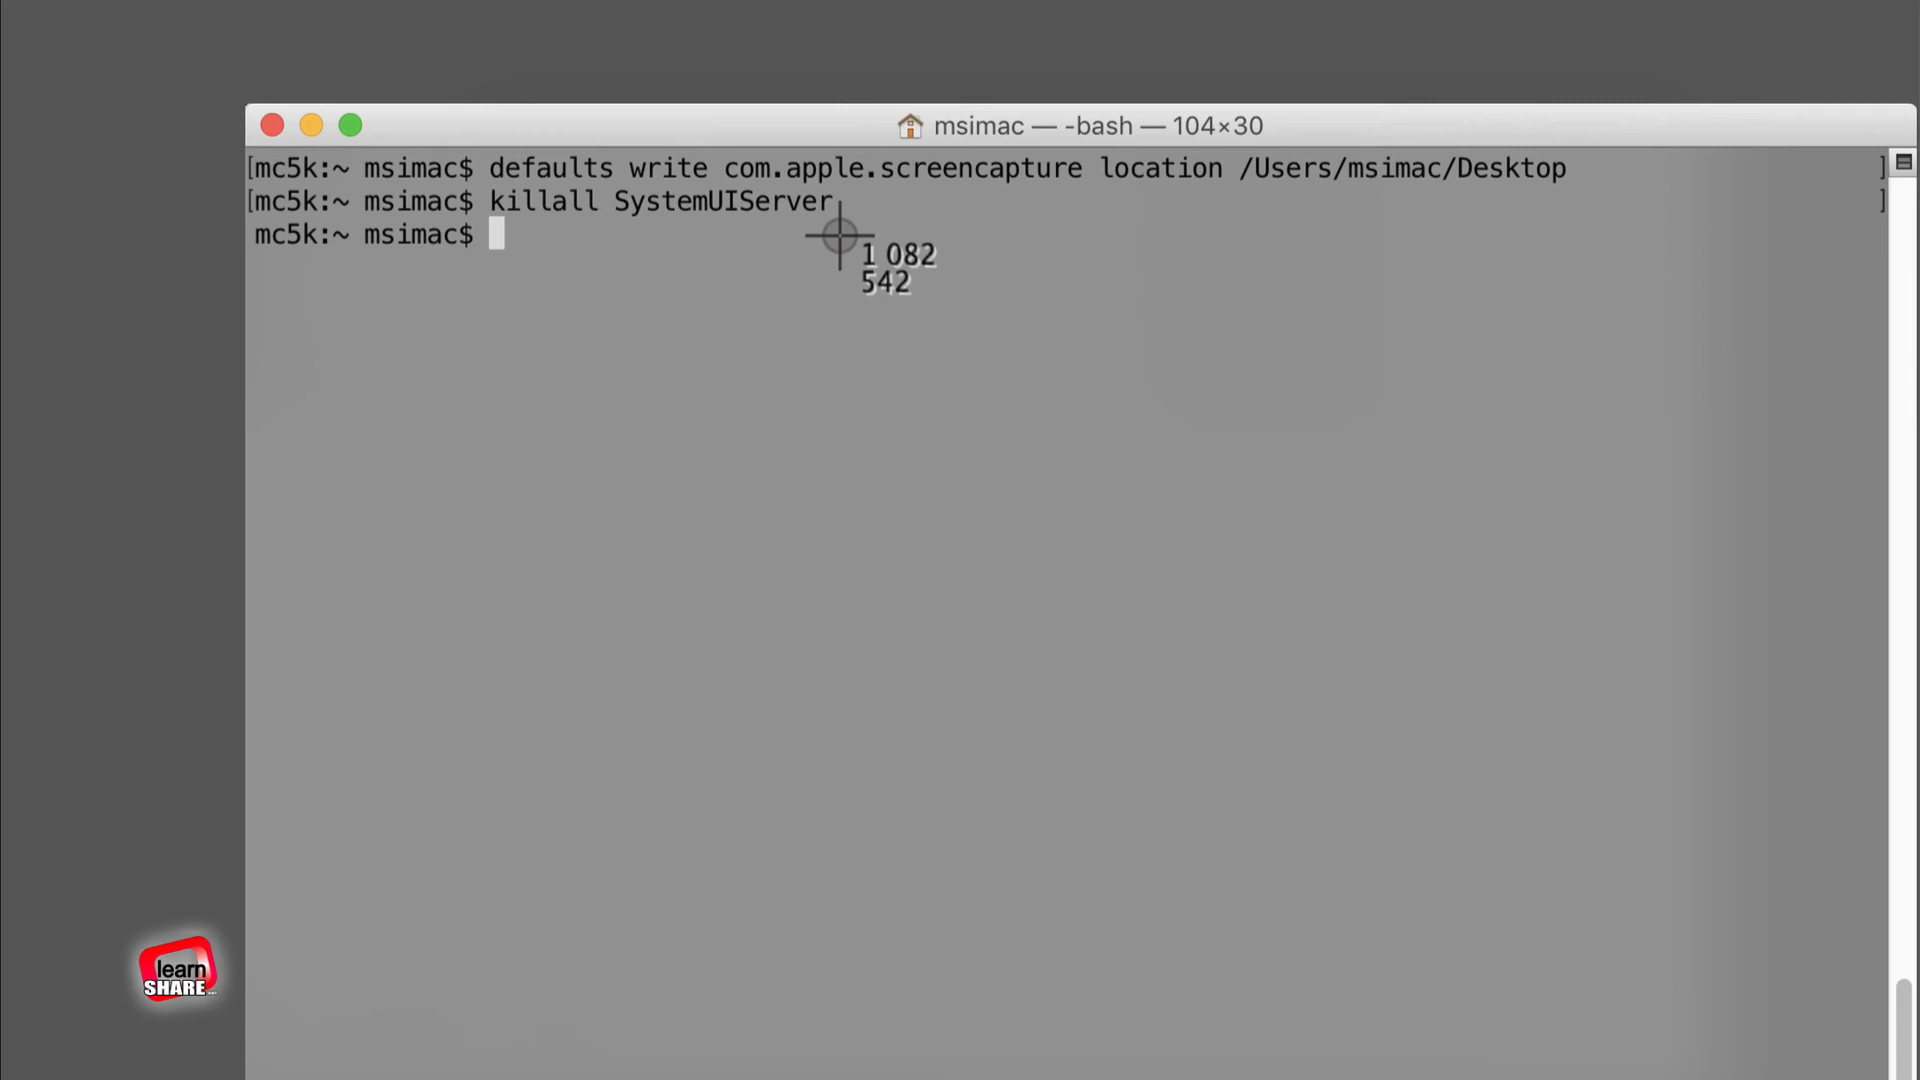 msimac — -bash — 104×30
[mc5k:~ msimac$ defaults write com.apple.screencapture location /Users/msimac/Desktop ]
[mc5k:~ msimac$ killall SystemUIServer ]
mc5k:~ msimac$
1 082
542
learn
SHARE